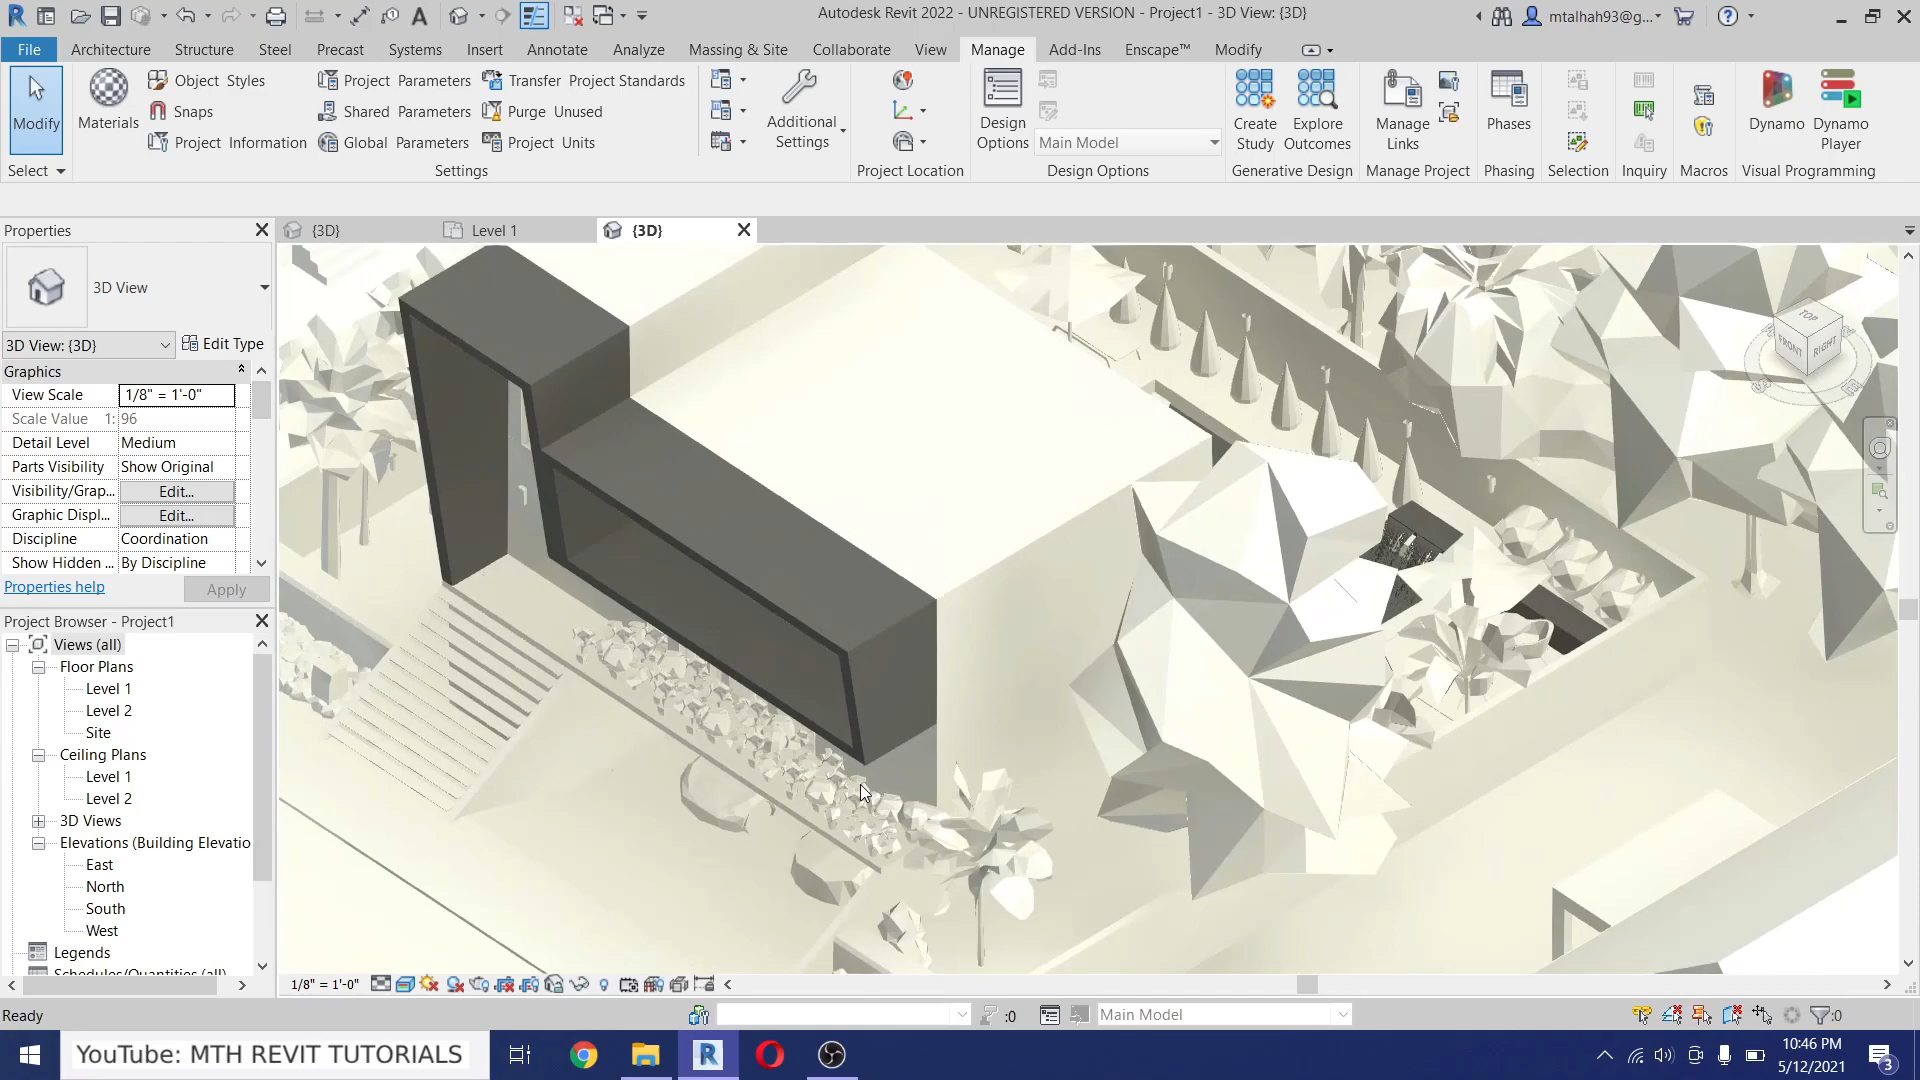 Autodesk Revit 2022 - UNREGISTERED VERSION - Project1 - 3D View: {3D}
mtalhah93@g...
File Architecture Structure Steel Precast Systems Insert Annotate Analyze Massing & Site Collaborate View Manage Add-Ins Enscape™ Modify
Modify
Materials
Object Styles
Snaps
Project Information
Project Parameters
Shared Parameters
Global Parameters
Transfer Project Standards
Purge Unused
Project Units
Additional Settings
Design Options
Main Model
Create Study
Explore Outcomes
Manage Links
Phases
Dynamo
Dynamo Player
Select Settings Project Location Design Options Generative Design Manage Project Phasing Selection Inquiry Macros Visual Programming
Properties
{3D} Level 1 {3D}
3D View
3D View: {3D} Edit Type
Graphics
View Scale 1/8" = 1'-0"
Scale Value 1: 96
Detail Level Medium
Parts Visibility Show Original
Visibility/Grap... Edit...
Graphic Displ... Edit...
Discipline Coordination
Show Hidden ... By Discipline
Properties help Apply
Project Browser - Project1
Views (all)
Floor Plans
Level 1
Level 2
Site
Ceiling Plans
Level 1
Level 2
3D Views
Elevations (Building Elevatio
East
North
South
West
Legends
Schedules/Quantities (all)
TOP
FRONT
RIGHT
1/8" = 1'-0"
Ready
:0
Main Model
:0
YouTube: MTH REVIT TUTORIALS
10:46 PM
5/12/2021
3